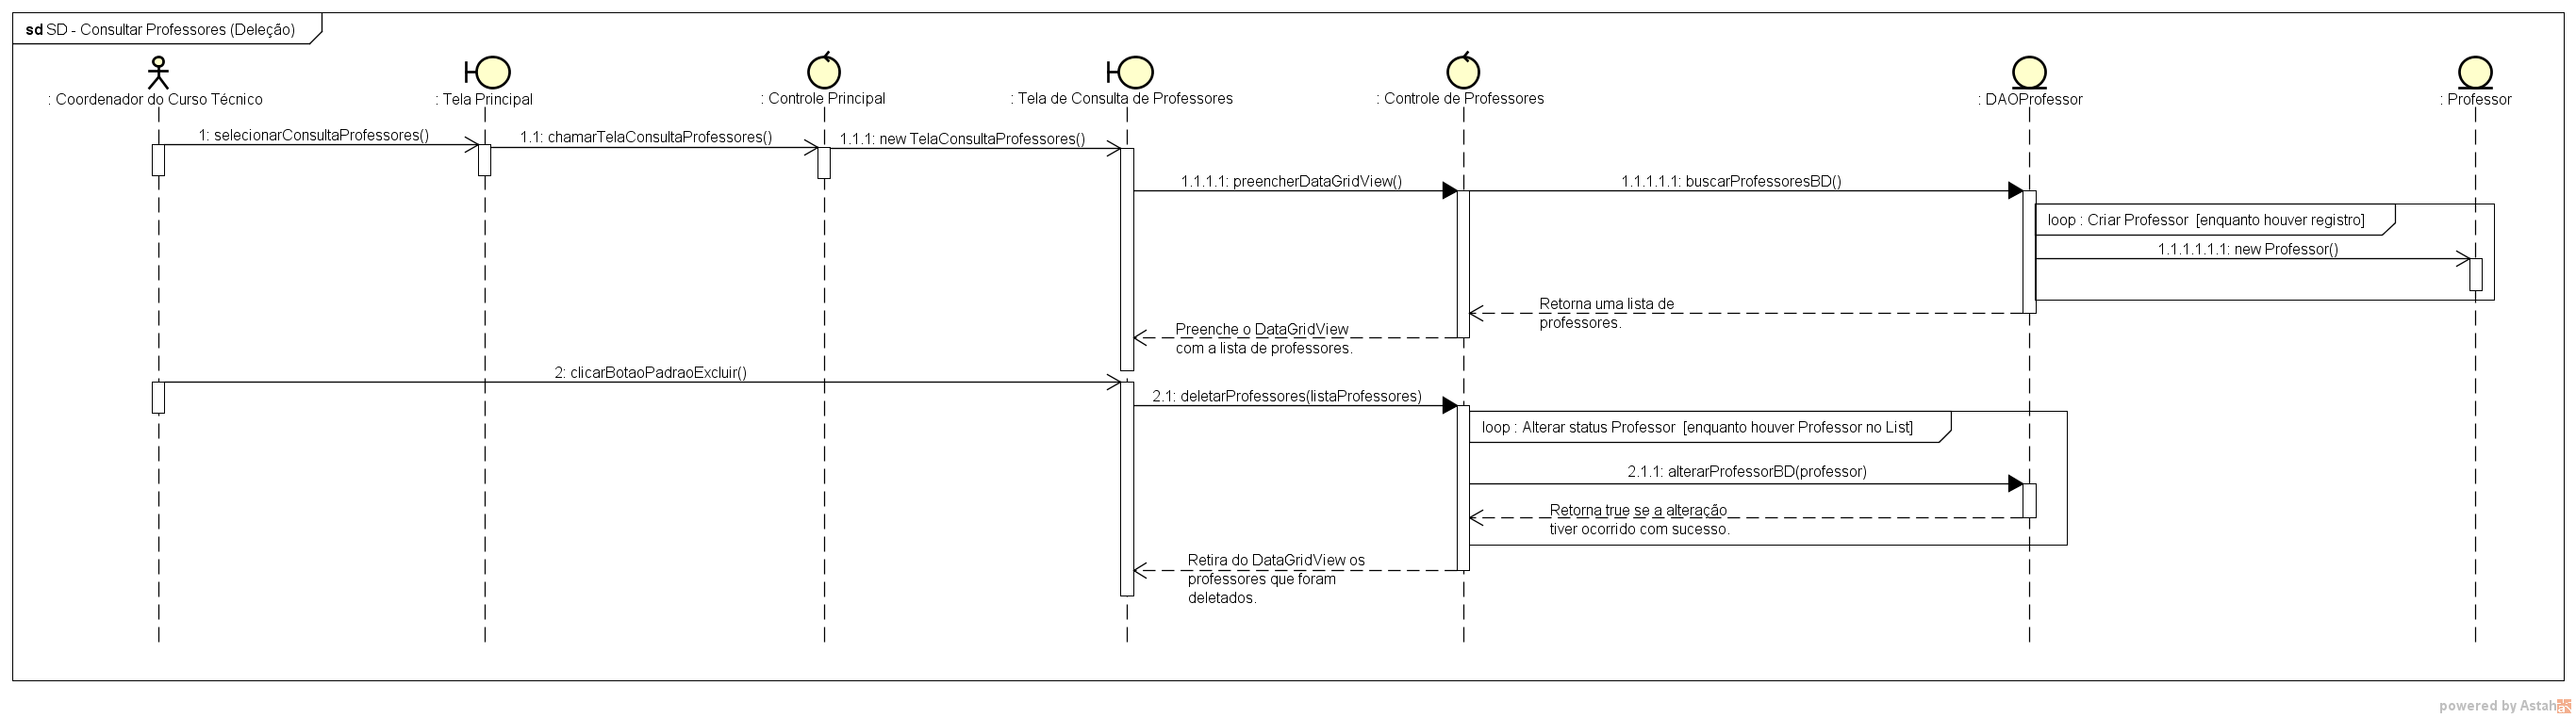 sd SD - Consultar Professores (Deleção)
: Coordenador do Curso Técnico
: Tela Principal
: Controle Principal
: Tela de Consulta de Professores
: Controle de Professores
: DAOProfessor
: Professor
1: selecionarConsultaProfessores()
1.1: chamarTelaConsultaProfessores()
1.1.1: new TelaConsultaProfessores()
1.1.1.1: preencherDataGridView()
1.1.1.1.1: buscarProfessoresBD()
loop : Criar Professor [enquanto houver registro]
1.1.1.1.1.1: new Professor()
Retorna uma lista de
professores.
Preenche o DataGridView
com a lista de professores.
2: clicarBotaoPadraoExcluir()
2.1: deletarProfessores(listaProfessores)
loop : Alterar status Professor [enquanto houver Professor no List]
2.1.1: alterarProfessorBD(professor)
Retorna true se a alteração
tiver ocorrido com sucesso.
Retira do DataGridView os
professores que foram
deletados.
powered by Astah